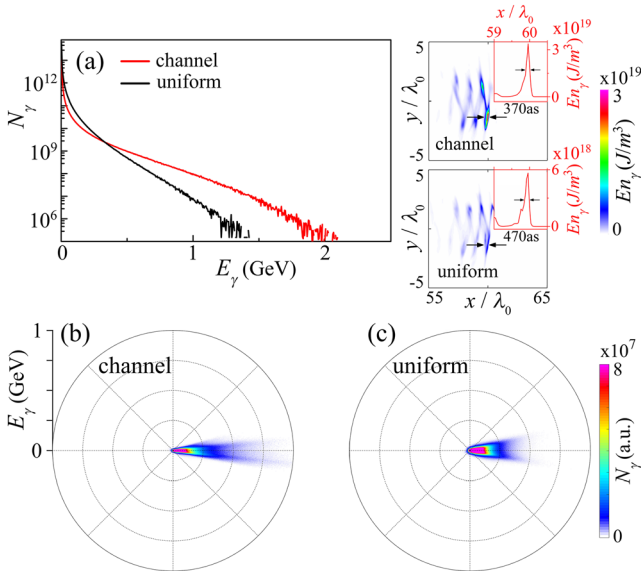 (a)
channel
uniform
N_γ
10^12
10^9
10^6
0
1
2
E_γ (GeV)
x / λ_0
59
60
x10^19
3
0
En_γ (J/m^3)
370as
5
y / λ_0
-5
channel
x10^18
6
0
En_γ (J/m^3)
470as
5
y / λ_0
-5
uniform
55
65
x / λ_0
x10^19
3
2
1
0
En_γ (J/m^3)
(b)
channel
1
0
E_γ (GeV)
(c)
uniform
x10^7
8
0
N_γ (a.u.)